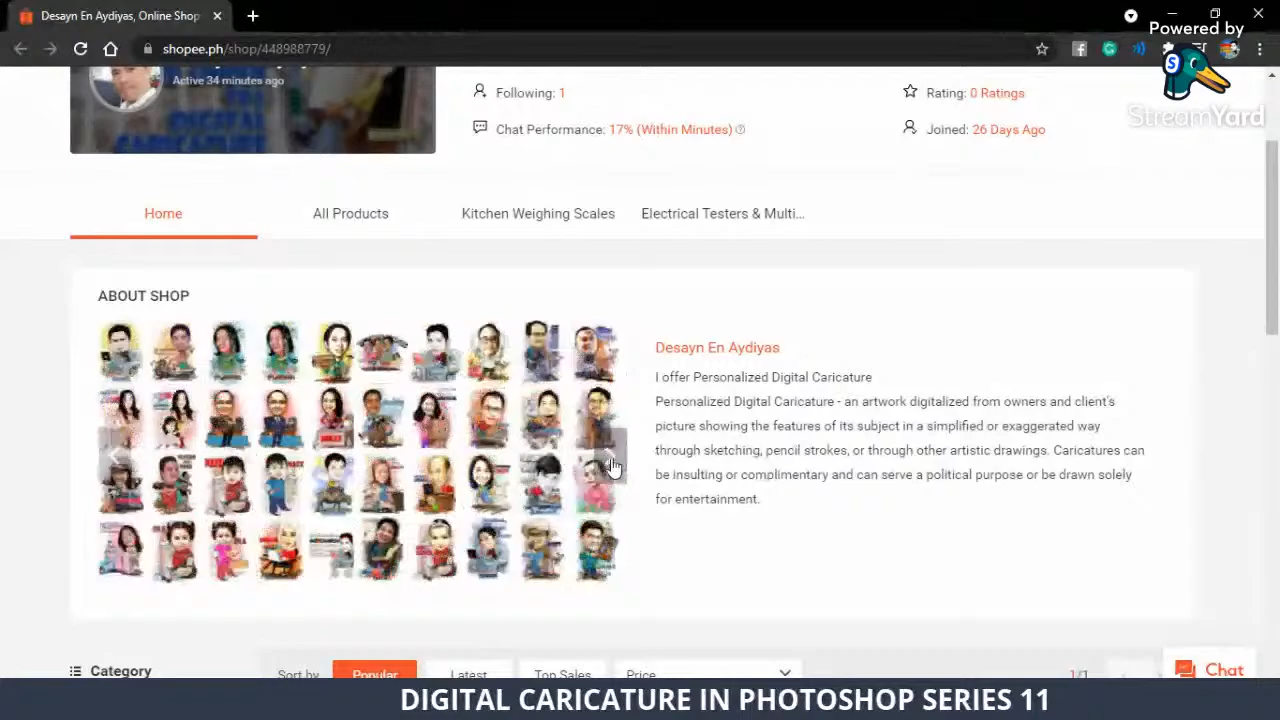 Desayn En Aydiyas, Online Shop
Powered by
shopee.ph/shop/448988779/
StreamYard
Active 34 minutes ago
Following: 1
Rating: 0 Ratings
Chat Performance: 17% (Within Minutes)
Joined: 26 Days Ago
DIGITAL
CARICATURE
Home
All Products
Kitchen Weighing Scales
Electrical Testers & Multi...
ABOUT SHOP
Desayn En Aydiyas
I offer Personalized Digital Caricature
Personalized Digital Caricature - an artwork digitalized from owners and client's
picture showing the features of its subject in a simplified or exaggerated way
through sketching, pencil strokes, or through other artistic drawings. Caricatures can
be insulting or complimentary and can serve a political purpose or be drawn solely
for entertainment.
Category
Sort by
Popular
Latest
Top Sales
Price
1/1
Chat
DIGITAL CARICATURE IN PHOTOSHOP SERIES 11